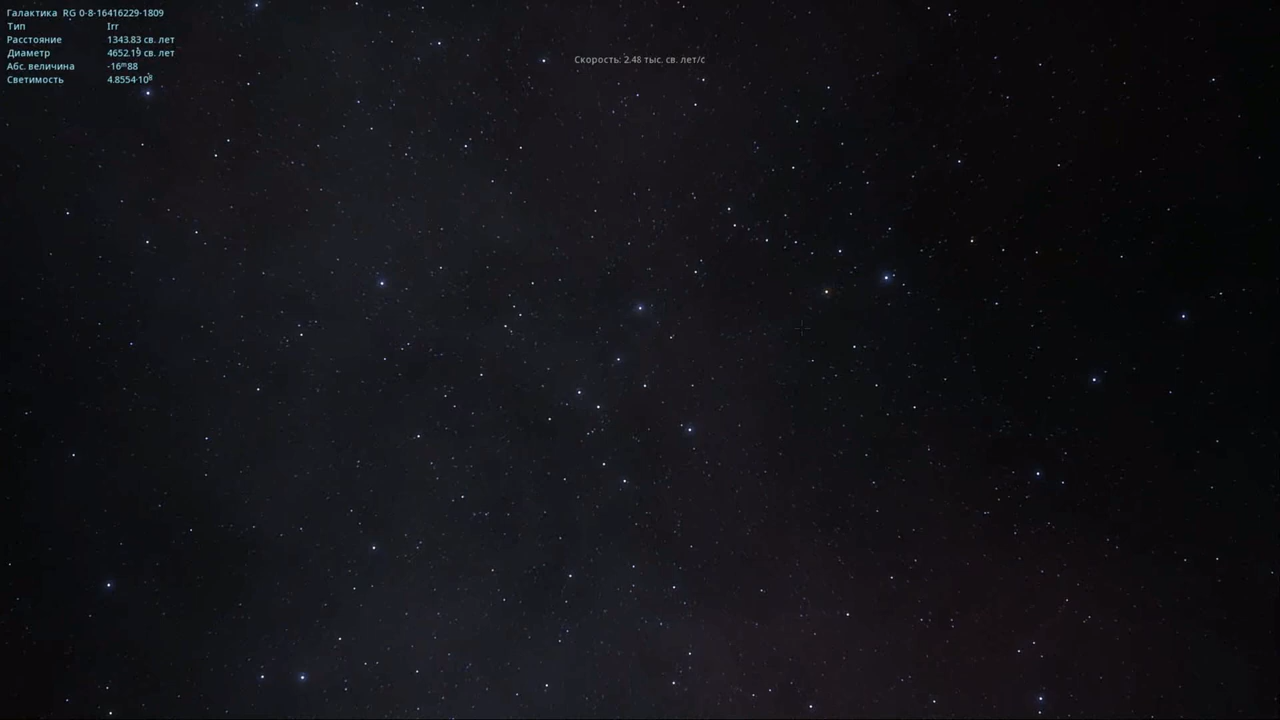 Галактика RG 0-8-16416229-1809
Тип Irr
Расстояние 1343.83 св. лет
Диаметр 4652.19 св. лет
Абс. величина -16ᵐ88
Светимость 4.8554·10⁸
Скорость: 2.48 тыс. св. лет/с